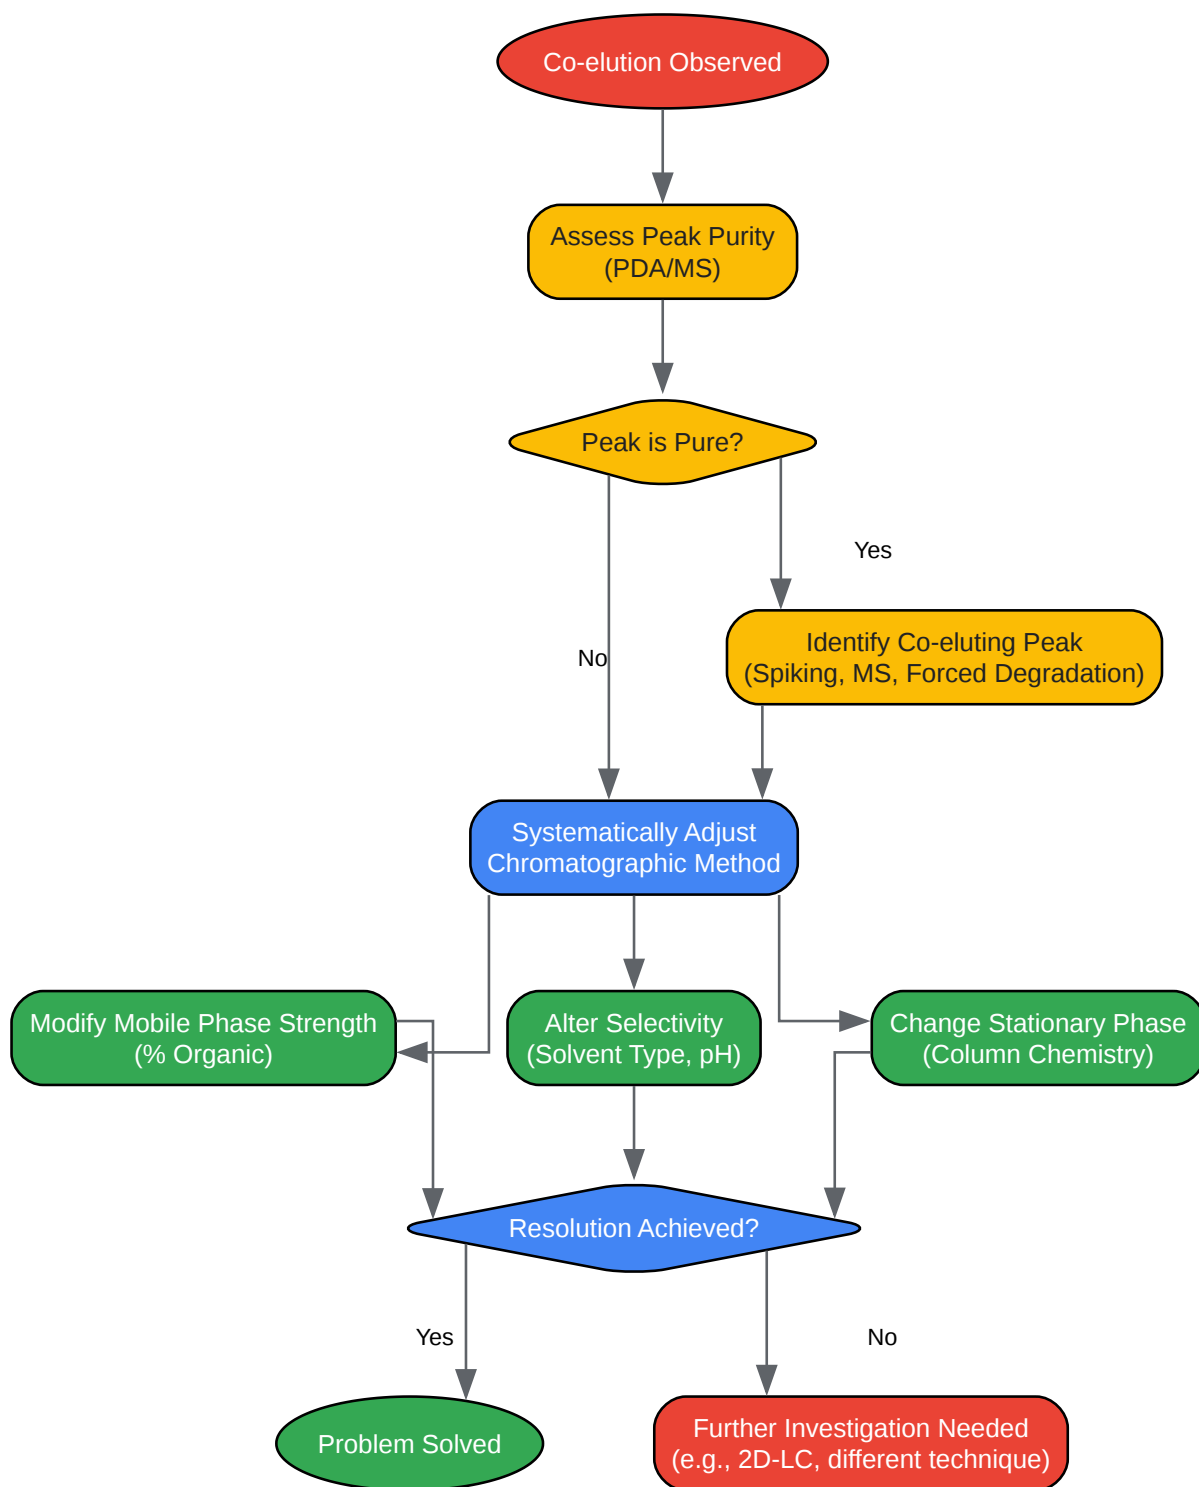 Co-elution Observed
Assess Peak Purity
(PDA/MS)
Peak is Pure?
Yes
No
Identify Co-eluting Peak
(Spiking, MS, Forced Degradation)
Systematically Adjust
Chromatographic Method
Modify Mobile Phase Strength
(% Organic)
Alter Selectivity
(Solvent Type, pH)
Change Stationary Phase
(Column Chemistry)
Resolution Achieved?
Yes
No
Problem Solved
Further Investigation Needed
(e.g., 2D-LC, different technique)